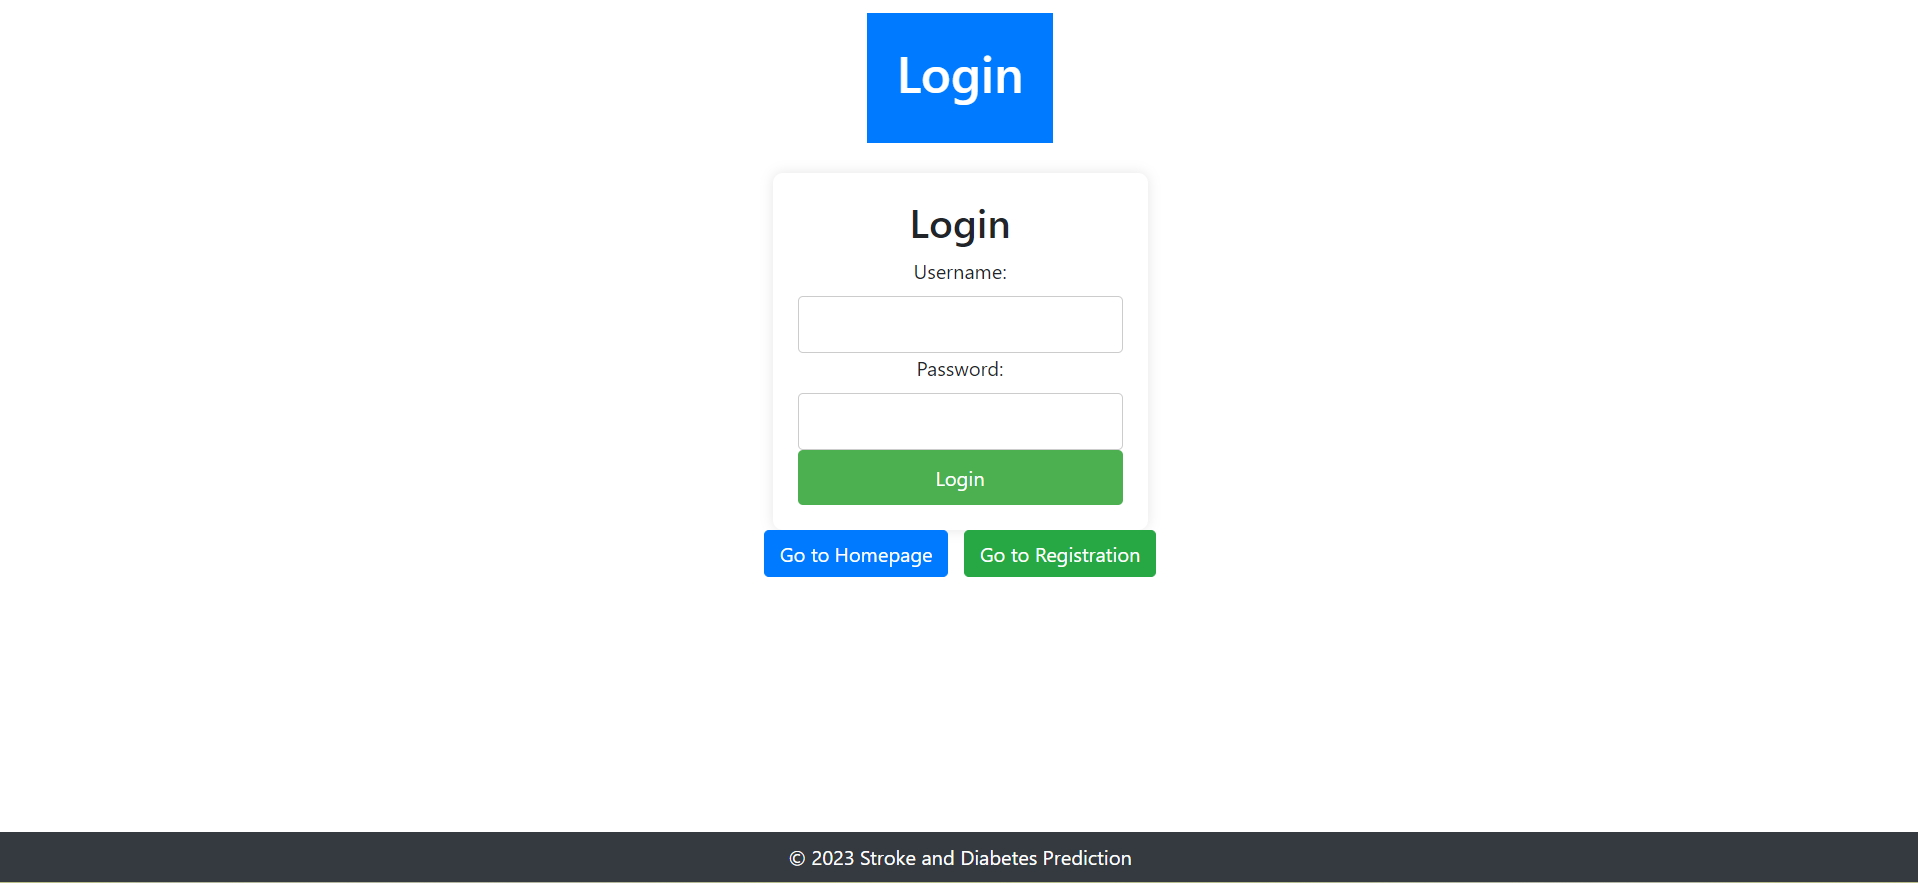 Login
Login
Username:
Password:
Login
Go to Homepage Go to Registration
© 2023 Stroke and Diabetes Prediction